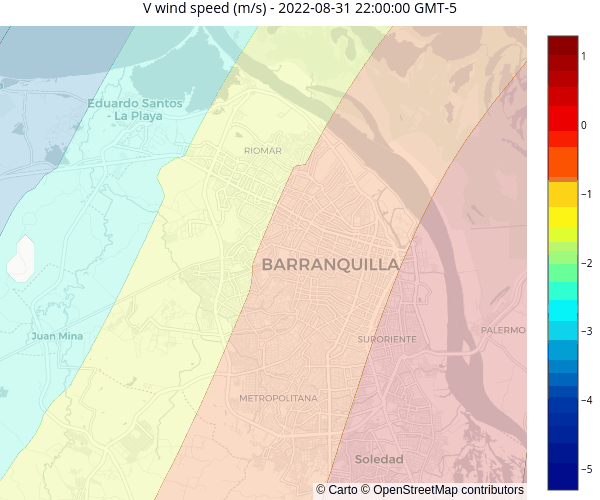 V wind speed (m/s) - 2022-08-31 22:00:00 GMT-5
Eduardo Santos
- La Playa
RIOMAR
BARRANQUILLA
Juan Mina
SURORIENTE
PALERMO
METROPOLITANA
Soledad
© Carto © OpenStreetMap contributors
1
0
−1
−2
−3
−4
−5